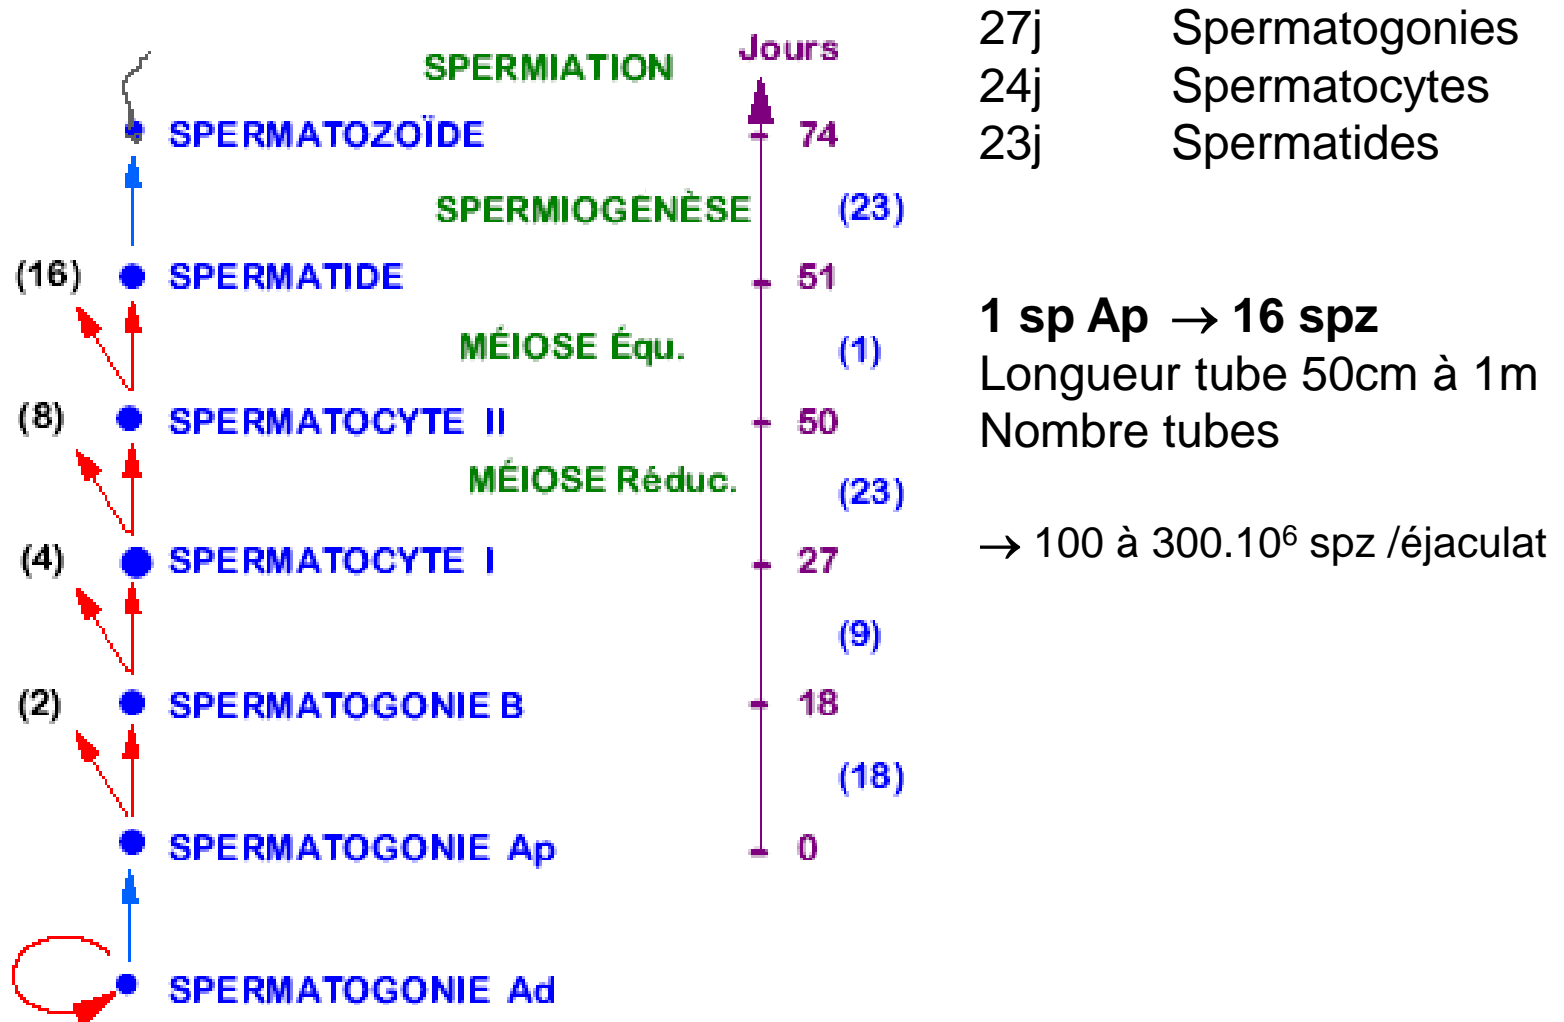 SPERMIATION
Jours
SPERMATOZOÏDE
74
SPERMIOGENÈSE
(23)
(16)
SPERMATIDE
51
MÉIOSE Équ.
(1)
(8)
SPERMATOCYTE II
50
MÉIOSE Réduc.
(23)
(4)
SPERMATOCYTE I
27
(9)
(2)
SPERMATOGONIE B
18
(18)
SPERMATOGONIE Ap
0
SPERMATOGONIE Ad
27j Spermatogonies
24j Spermatocytes
23j Spermatides
1 sp Ap → 16 spz
Longueur tube 50cm à 1m
Nombre tubes
→ 100 à 300.10⁶ spz /éjaculat